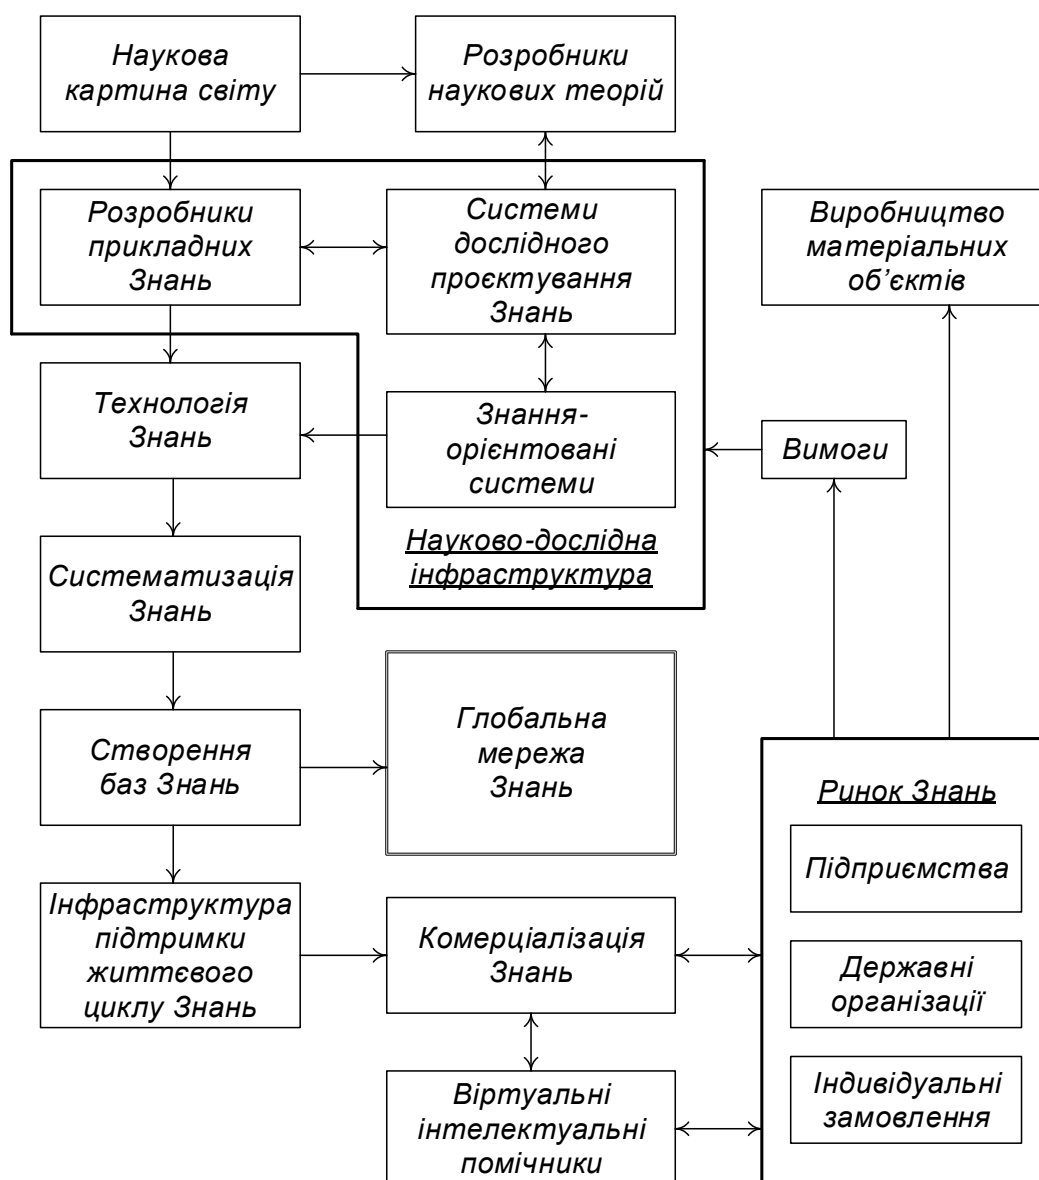 Наукова
картина світу
Розробники
наукових теорій
Розробники
прикладних
Знань
Системи
дослідного
проєктування
Знань
Виробництво
матеріальних
об’єктів
Технологія
Знань
Знання-
орієнтовані
системи
Вимоги
Науково-дослідна
інфраструктура
Систематизація
Знань
Створення
баз Знань
Глобальна
мережа
Знань
Ринок Знань
Підприємства
Інфраструктура
підтримки
життєвого
циклу Знань
Комерціалізація
Знань
Державні
організації
Віртуальні
інтелектуальні
помічники
Індивідуальні
замовлення